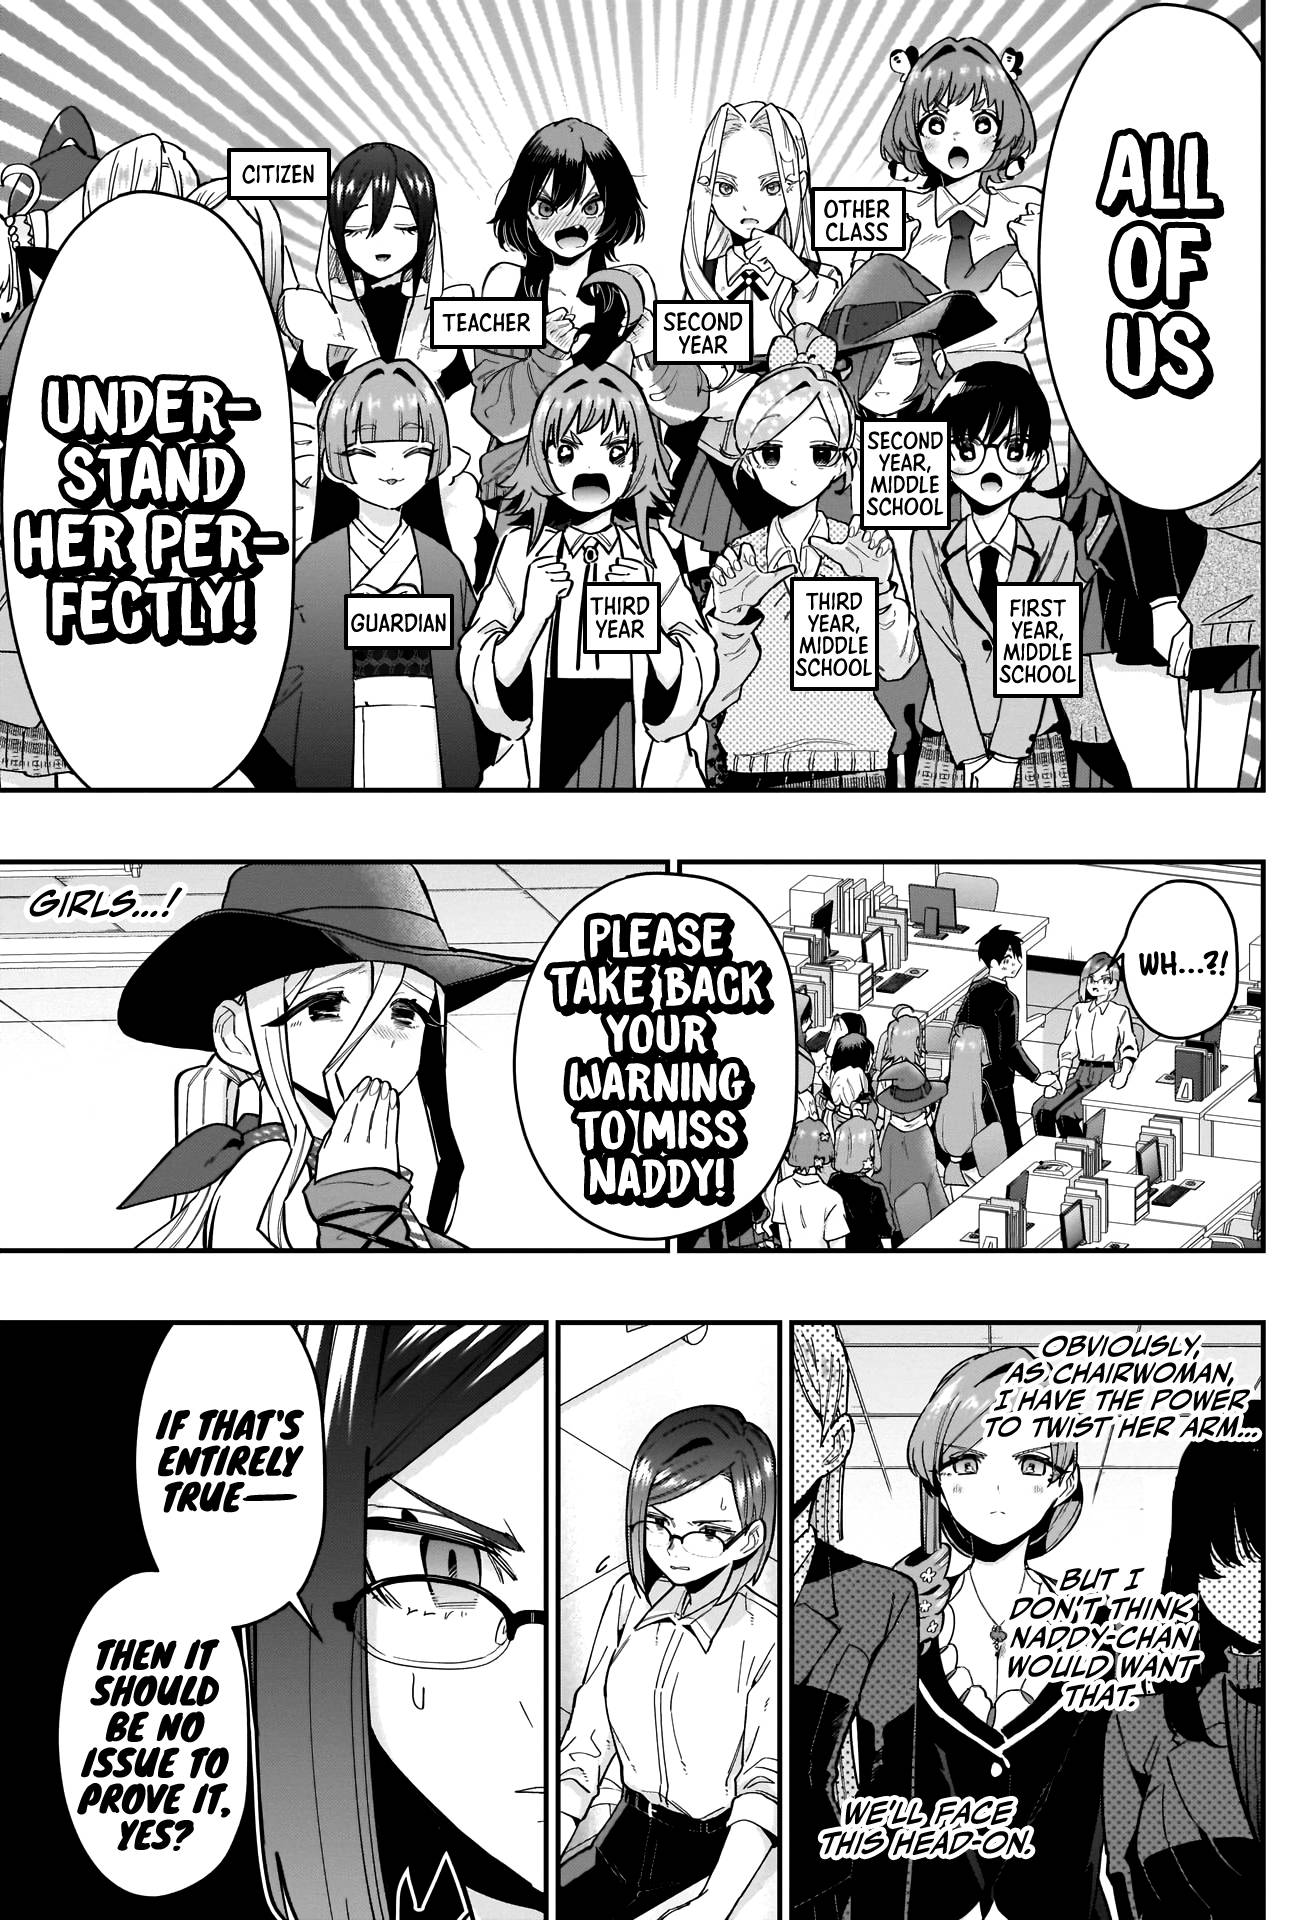 ALL
OF
US
OTHER
CLASS
SECOND
YEAR
TEACHER
CITIZEN
SECOND
YEAR,
MIDDLE
SCHOOL
FIRST
YEAR,
MIDDLE
SCHOOL
THIRD
YEAR,
MIDDLE
SCHOOL
THIRD
YEAR
GUARDIAN
UNDER-
STAND
HER PER-
FECTLY!
WH...?!
PLEASE
TAKE BACK
YOUR
WARNING
TO MISS
NADDY!
GIRLS...!
OBVIOUSLY,
AS CHAIRWOMAN,
I HAVE THE POWER
TO TWIST HER ARM...
BUT I
DON'T THINK
NADDY-CHAN
WOULD WANT
THAT.
WE'LL FACE
THIS HEAD-ON.
IF THAT'S
ENTIRELY
TRUE—
THEN IT
SHOULD
BE NO
ISSUE TO
PROVE IT,
YES?